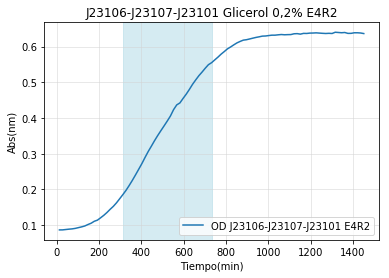 J23106-J23107-J23101 Glicerol 0,2% E4R2
Abs(nm)
0.6
0.5
0.4
0.3
0.2
0.1
0 200 400 600 800 1000 1200 1400
Tiempo(min)
OD J23106-J23107-J23101 E4R2